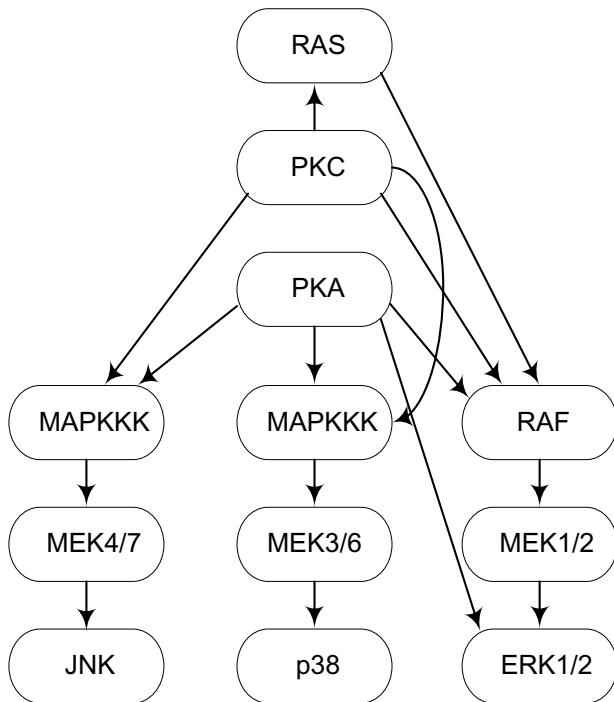 RAS
PKC
PKA
MAPKKK
MAPKKK
RAF
MEK4/7
MEK3/6
MEK1/2
JNK
p38
ERK1/2